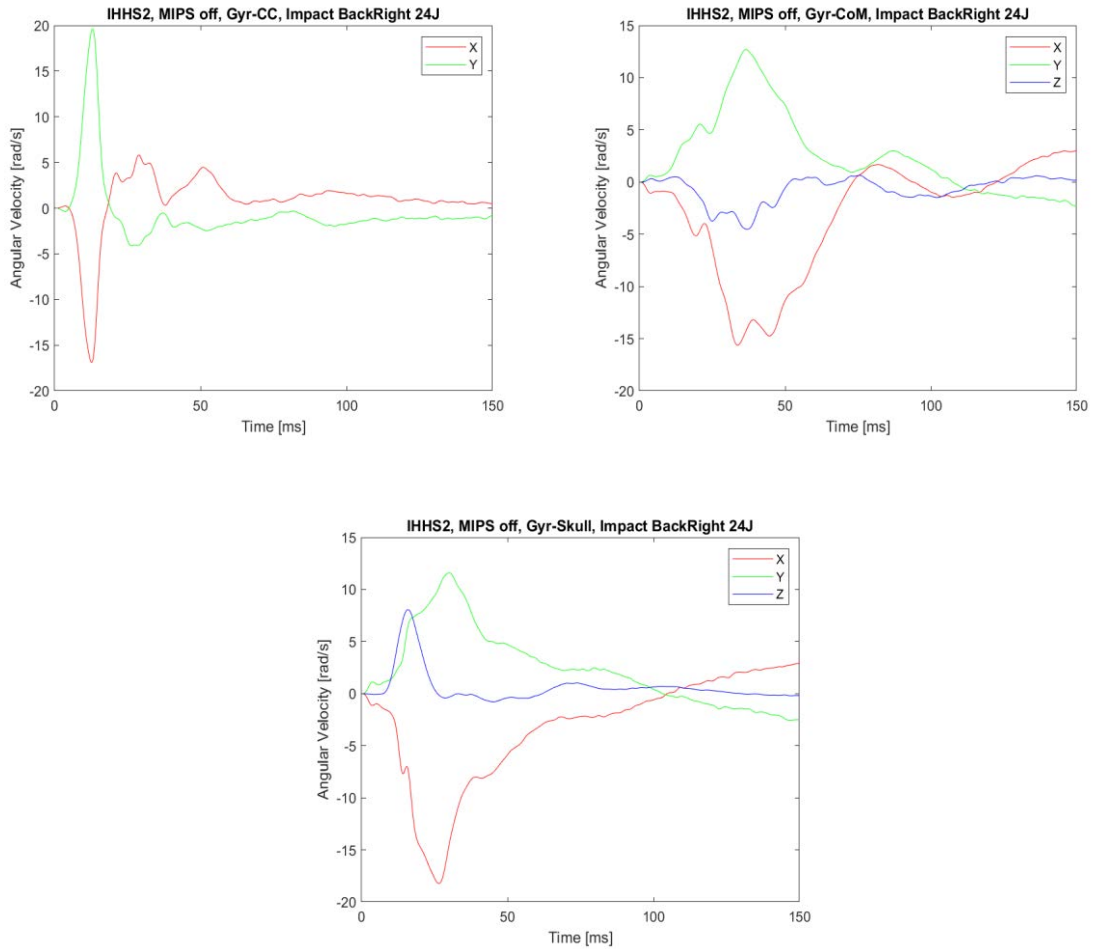 IHHS2, MIPS off, Gyr-CC, Impact BackRight 24J
20
15
10
5
0
-5
-10
-15
-20
Angular Velocity [rad/s]
0
50
100
150
Time [ms]
X
Y
IHHS2, MIPS off, Gyr-CoM, Impact BackRight 24J
15
10
5
0
-5
-10
-15
-20
Angular Velocity [rad/s]
0
50
100
150
Time [ms]
X
Y
Z
IHHS2, MIPS off, Gyr-Skull, Impact BackRight 24J
15
10
5
0
-5
-10
-15
-20
Angular Velocity [rad/s]
0
50
100
150
Time [ms]
X
Y
Z